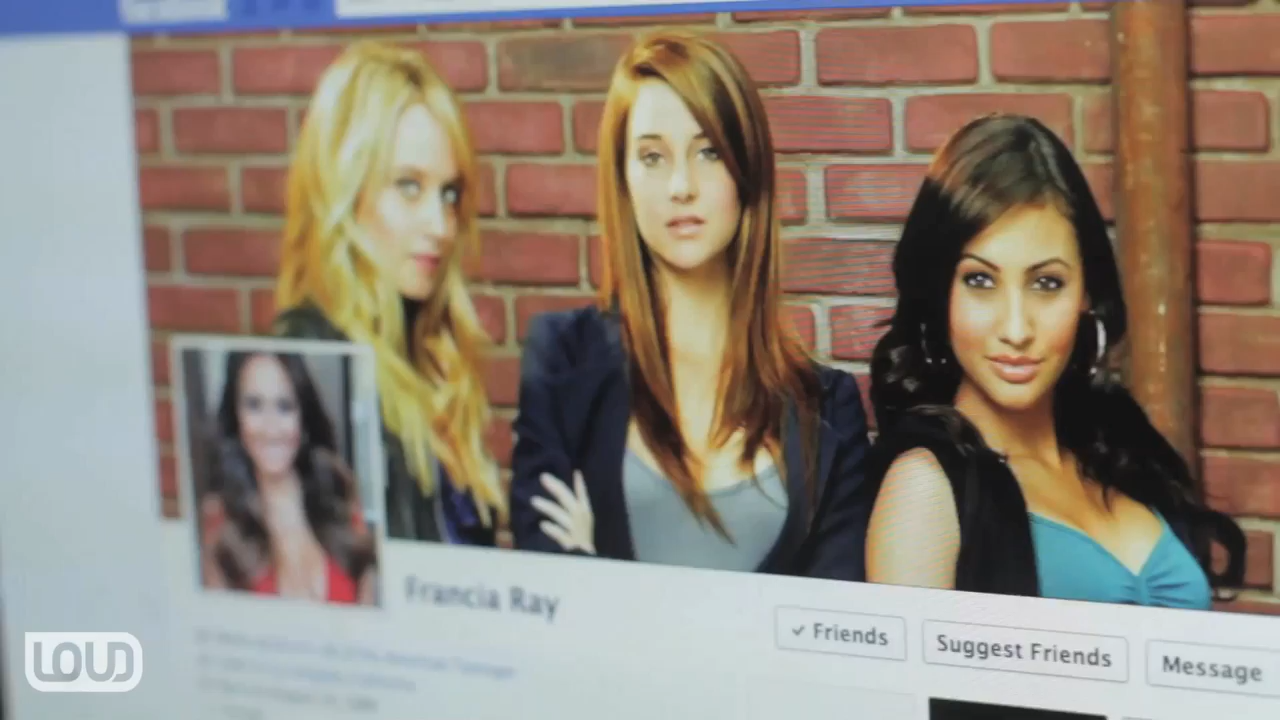 Francia Ray
✓ Friends
Suggest Friends
Message
LOUD